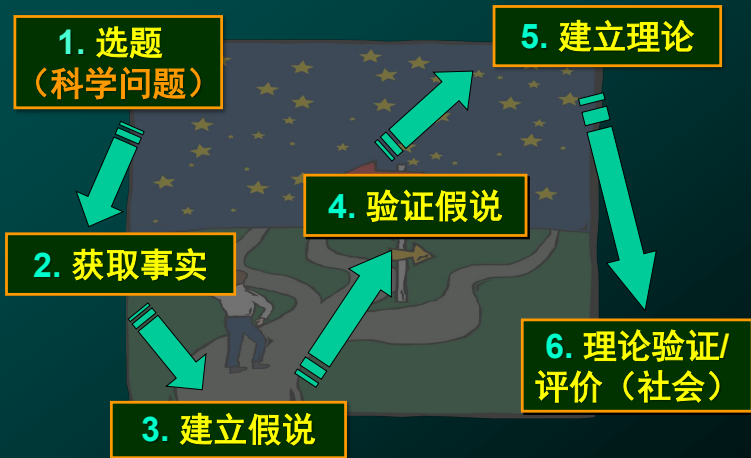 1. 选题
（科学问题）
2. 获取事实
3. 建立假说
4. 验证假说
5. 建立理论
6. 理论验证/
评价（社会）